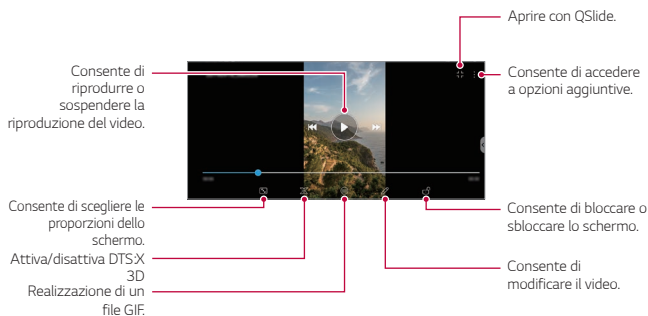 Aprire con QSlide.
Consente di
riprodurre o
sospendere la
riproduzione del video.
Consente di accedere
a opzioni aggiuntive.
Consente di scegliere le
proporzioni dello
schermo.
Consente di bloccare o
sbloccare lo schermo.
Attiva/disattiva DTS:X
3D
Consente di
modificare il video.
Realizzazione di un
file GIF.